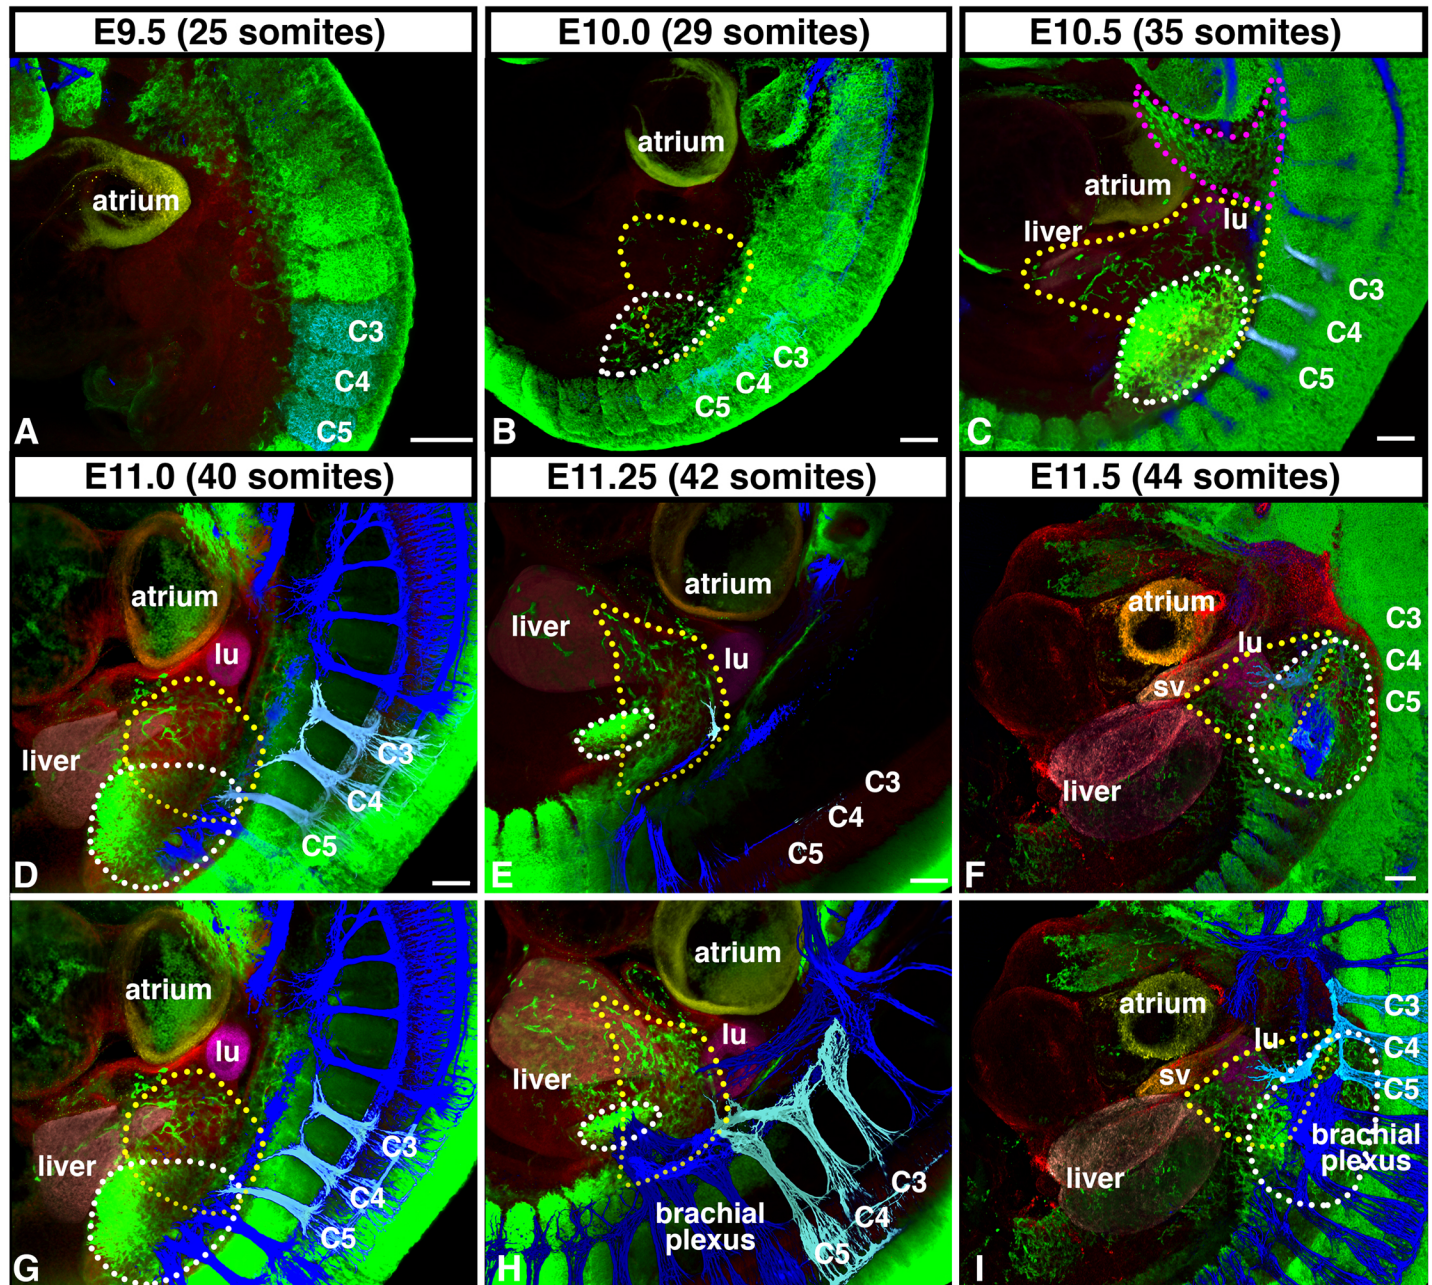 E9.5 (25 somites)
E10.0 (29 somites)
E10.5 (35 somites)
atrium
C3
C4
C5
A
atrium
C3
C4
C5
B
atrium
lu
liver
C3
C4
C5
C
E11.0 (40 somites)
E11.25 (42 somites)
E11.5 (44 somites)
atrium
lu
liver
C3
C4
C5
D
atrium
liver
lu
C3
C4
C5
E
atrium
C3
lu
C4
sv
C5
liver
F
atrium
lu
liver
C3
C4
C5
G
atrium
lu
liver
C3
C4
brachial
plexus
C5
H
atrium
C3
lu
C4
sv
C5
brachial
plexus
liver
I